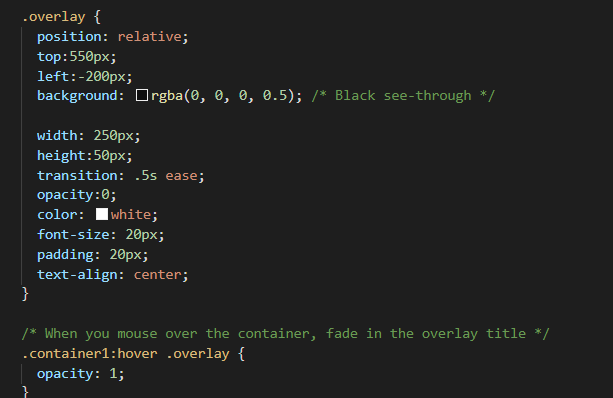 .overlay {
position: relative;
top:550px;
left:-200px;
background: rgba(0, 0, 0, 0.5); /* Black see-through */
width: 250px;
height:50px;
transition: .5s ease;
opacity:0;
color: white;
font-size: 20px;
padding: 20px;
text-align: center;
}
/* When you mouse over the container, fade in the overlay title */
.container1:hover .overlay {
opacity: 1;
}